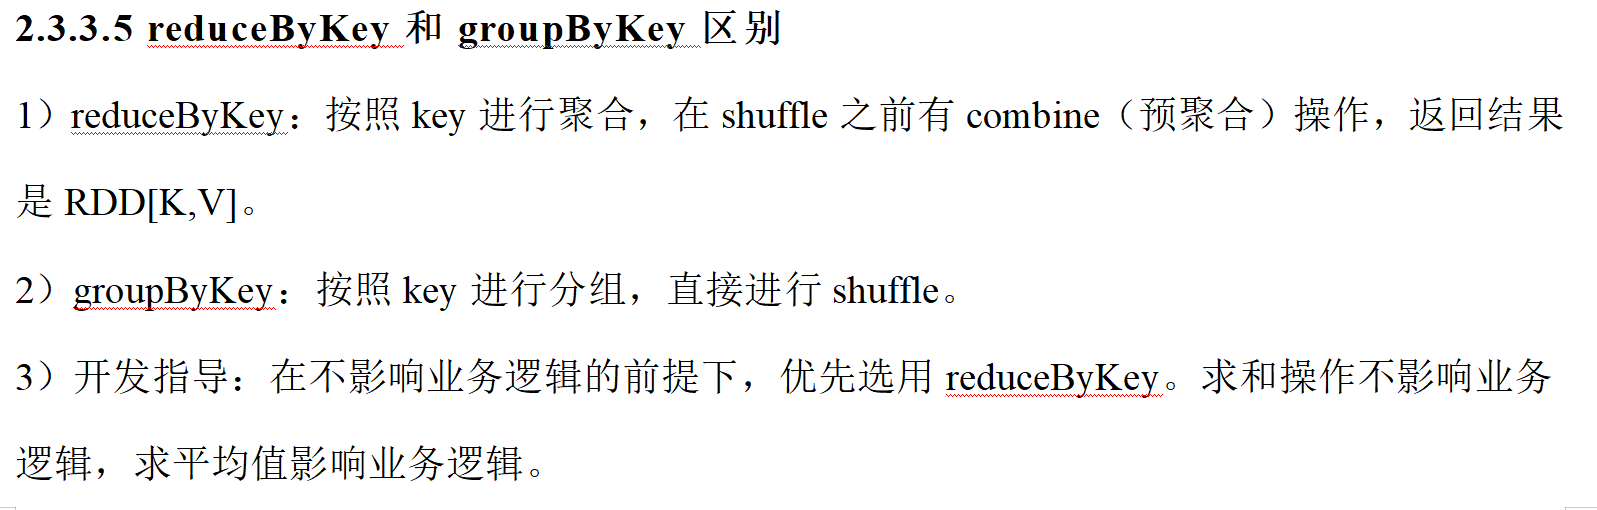 2.3.3.5 reduceByKey 和 groupByKey 区别
1）reduceByKey：按照 key 进行聚合，在 shuffle 之前有 combine（预聚合）操作，返回结果
是 RDD[K,V]。
2）groupByKey：按照 key 进行分组，直接进行 shuffle。
3）开发指导：在不影响业务逻辑的前提下，优先选用 reduceByKey。求和操作不影响业务
逻辑，求平均值影响业务逻辑。